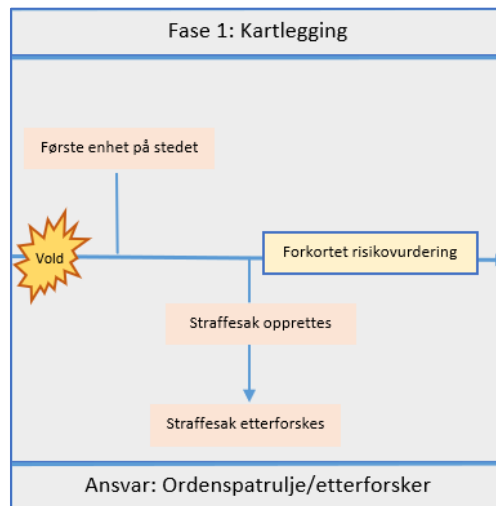 Fase 1: Kartlegging
Første enhet på stedet
Vold
Forkortet risikovurdering
Straffesak opprettes
Straffesak etterforskes
Ansvar: Ordenspatrulje/etterforsker